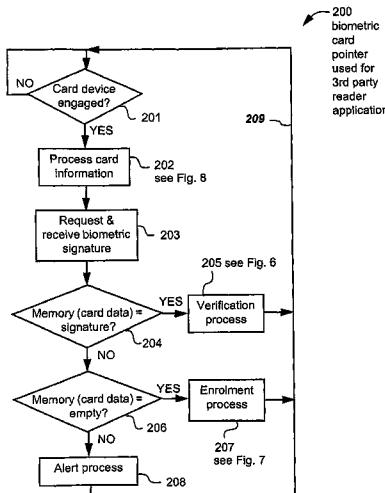 200
biometric
card
pointer
used for
3rd party
reader
application
NO
Card device
engaged?
201
209
YES
Process card
information
202
see Fig. 8
Request &
receive biometric
signature
203
205 see Fig. 6
Memory (card data) =
signature?
YES
Verification
process
204
NO
Memory (card data) =
empty?
YES
Enrolment
process
206
207
see Fig. 7
NO
Alert process
208